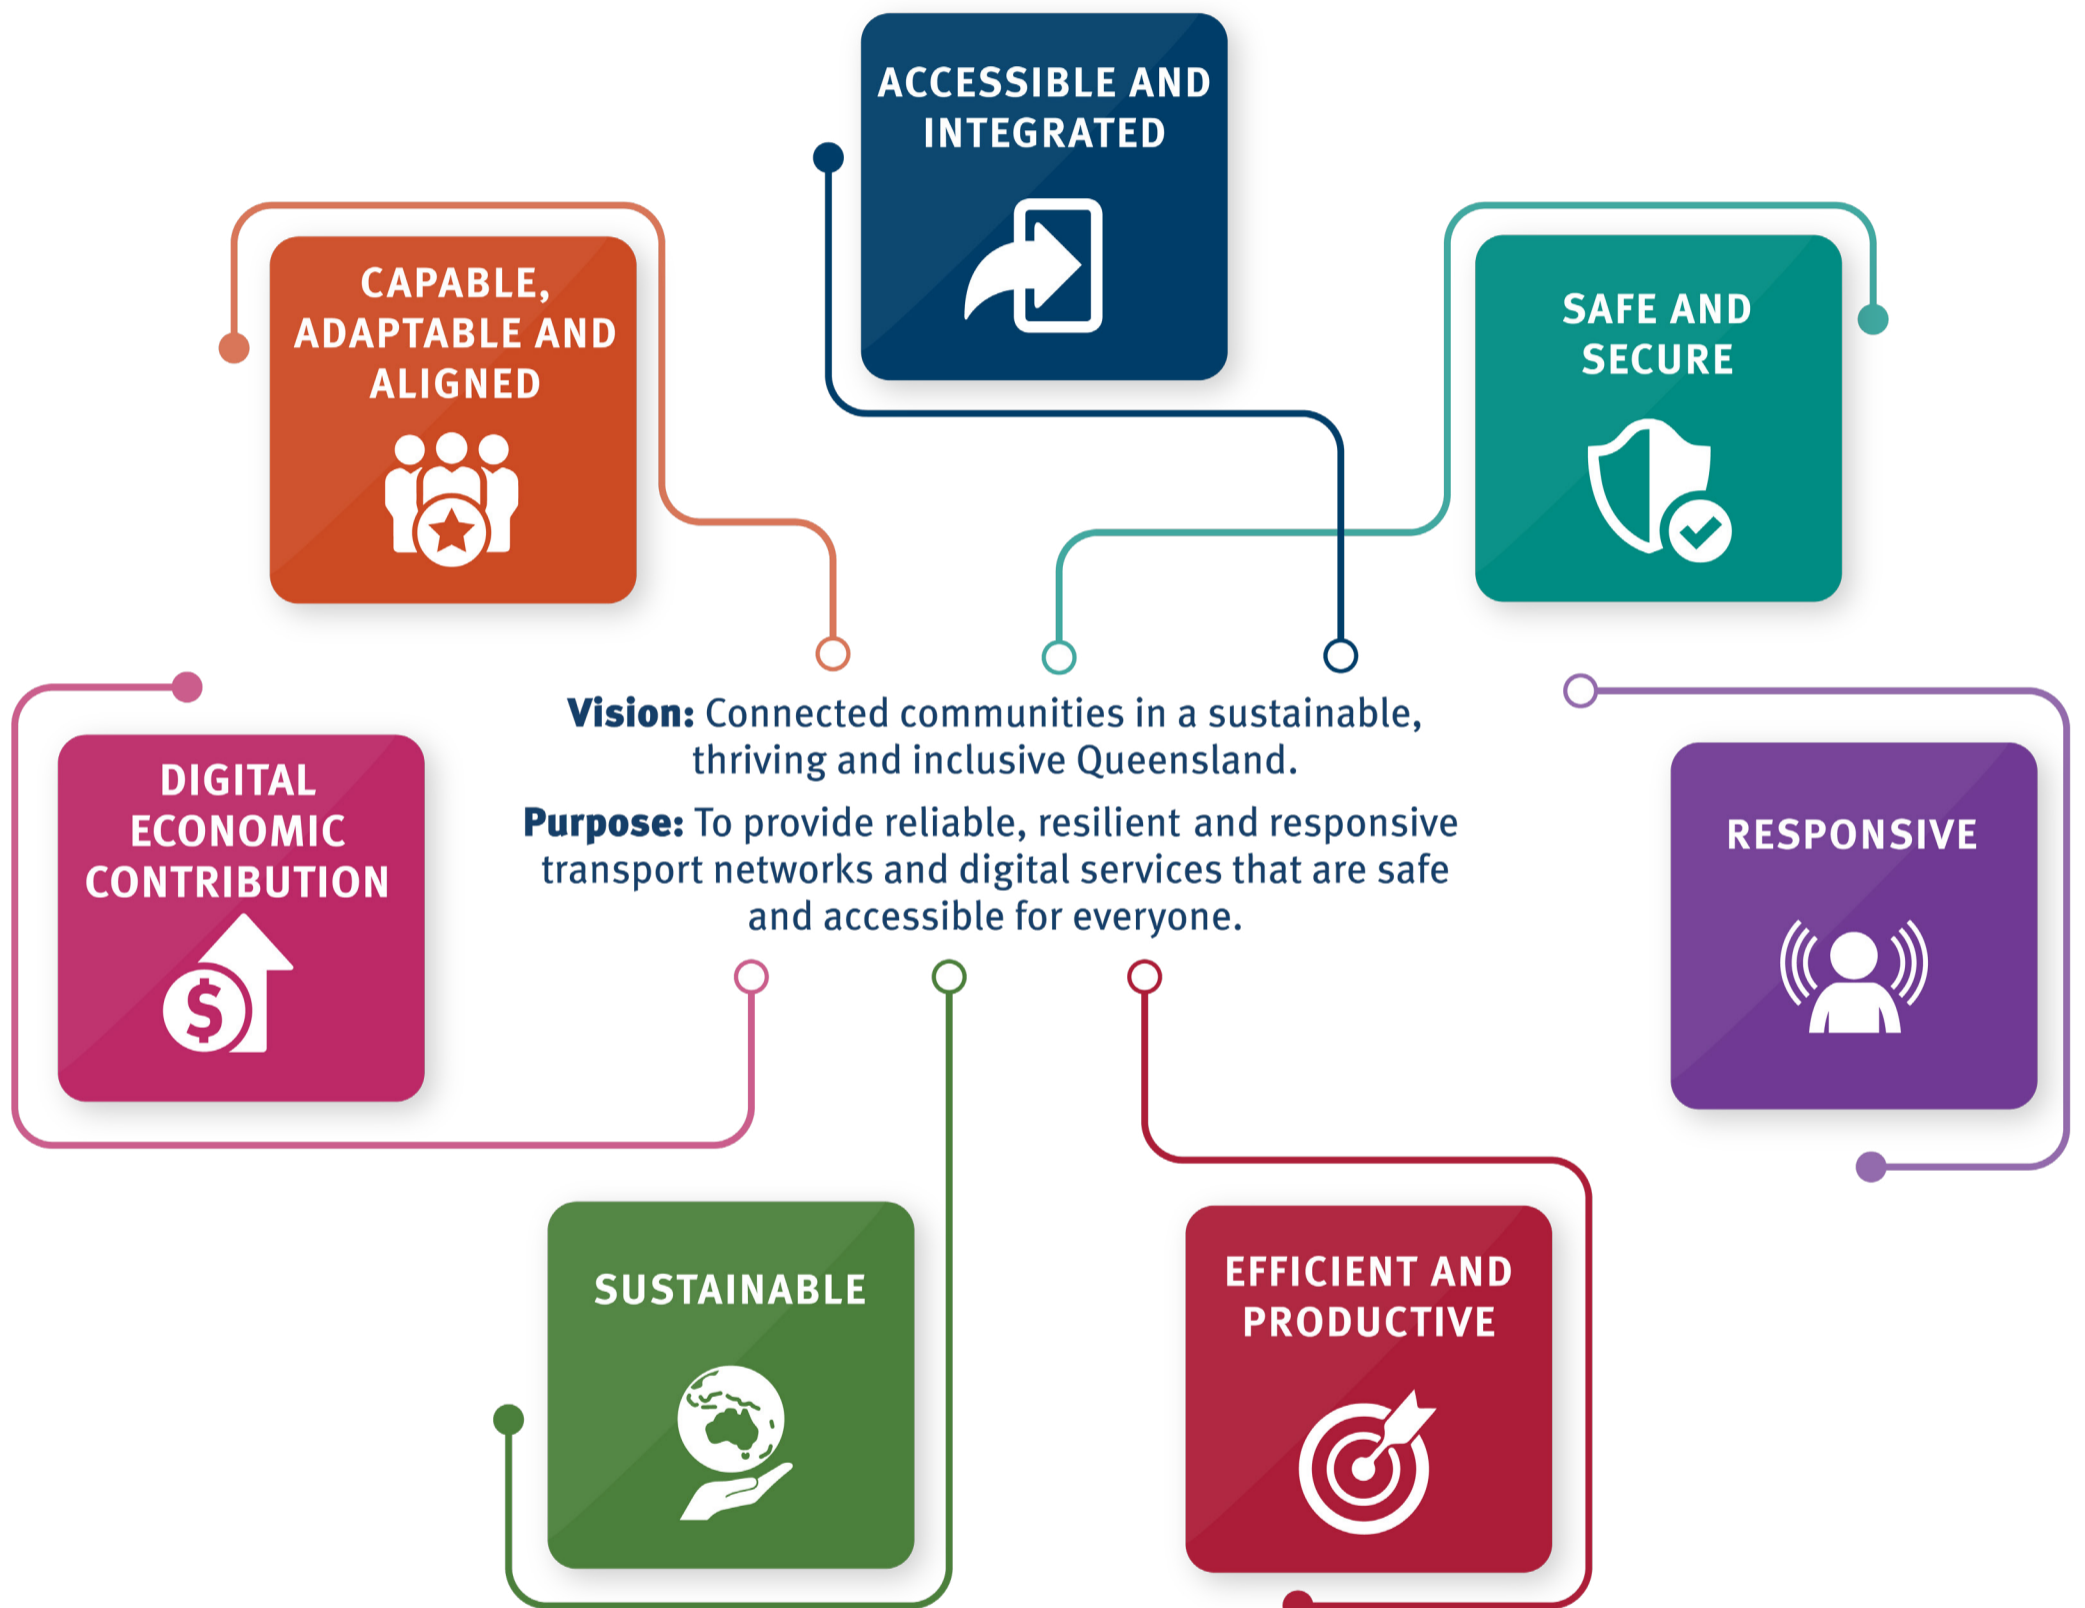 ACCESSIBLE AND
INTEGRATED
CAPABLE,
ADAPTABLE AND
ALIGNED
SAFE AND
SECURE
Vision: Connected communities in a sustainable,
thriving and inclusive Queensland.
Purpose: To provide reliable, resilient and responsive
transport networks and digital services that are safe
and accessible for everyone.
DIGITAL
ECONOMIC
CONTRIBUTION
$
RESPONSIVE
SUSTAINABLE
EFFICIENT AND
PRODUCTIVE